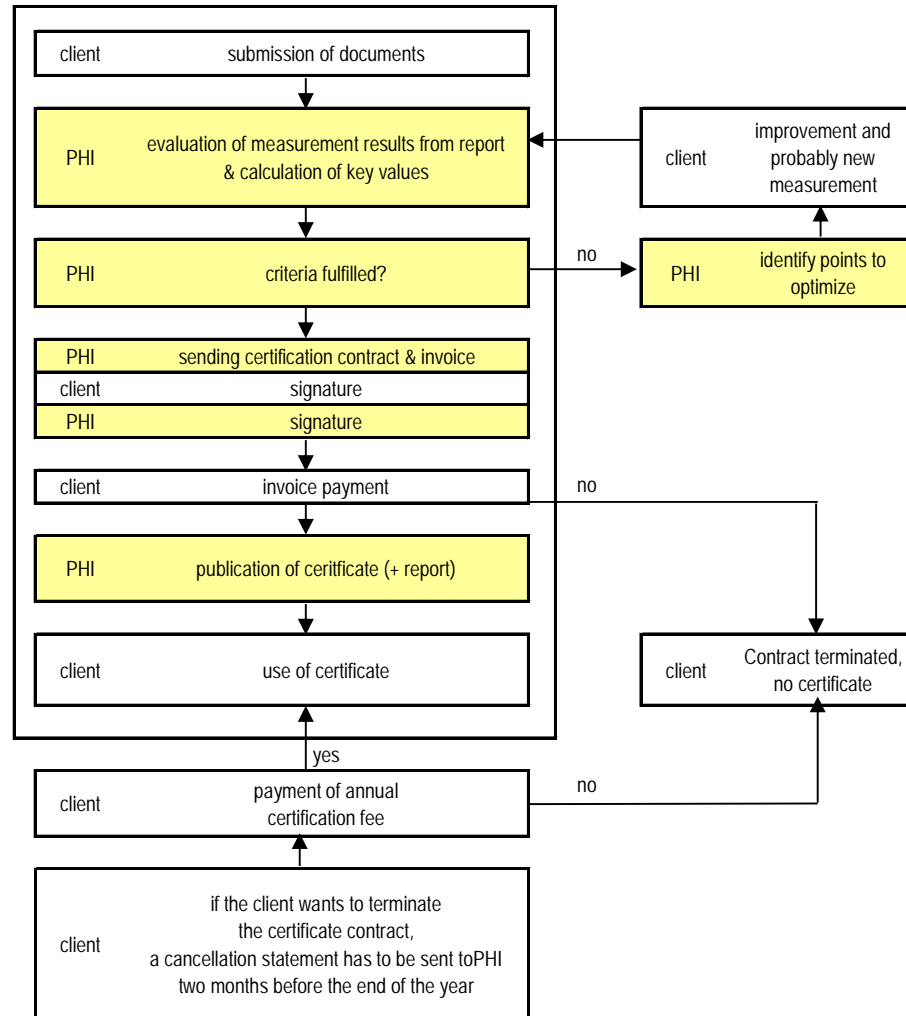 client submission of documents
PHI evaluation of measurement results from report
& calculation of key values
client improvement and
probably new
measurement
PHI criteria fulfilled?
no
PHI identify points to
optimize
PHI sending certification contract & invoice
client signature
PHI signature
client invoice payment
no
PHI publication of ceritficate (+ report)
client use of certificate
client Contract terminated,
no certificate
yes
client payment of annual
certification fee
no
client if the client wants to terminate
the certificate contract,
a cancellation statement has to be sent toPHI
two months before the end of the year